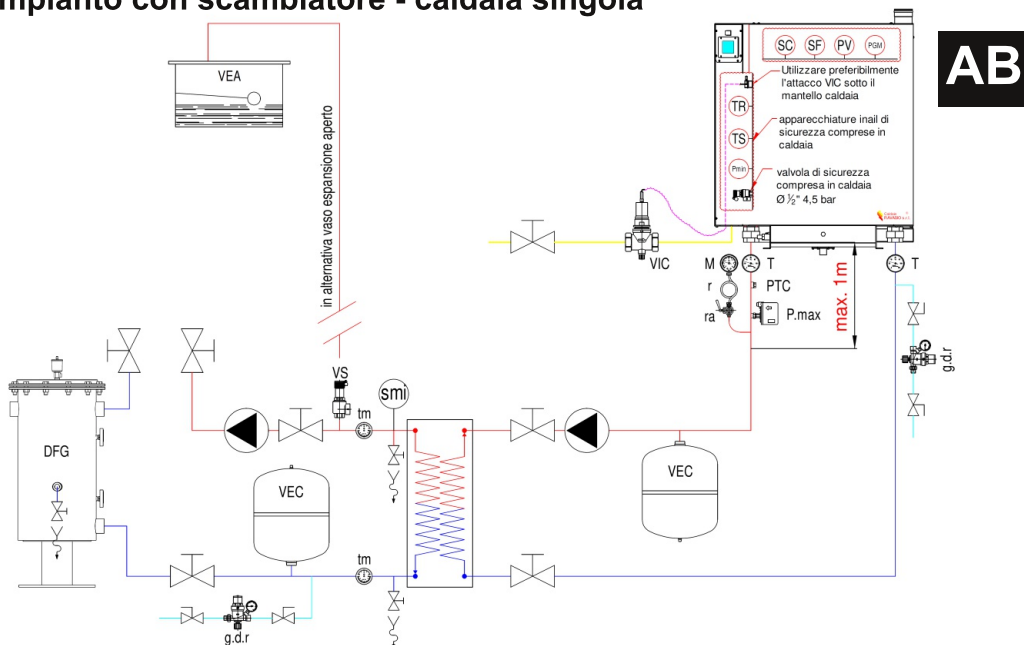 Impianto con scambiatore - caldaia singola
AB
VEA
in alternativa vaso espansione aperto
SC
SF
PV
PGM
Utilizzare preferibilmente
l'attacco VIC sotto il
mantello caldaia
TR
apparecchiature inail di
sicurezza comprese in
caldaia
TS
Pmin
valvola di sicurezza
compresa in caldaia
Ø ½" 4,5 bar
VIC
M
T
T
r
PTC
ra
P.max
max. 1m
g.d.r
VS
smi
tm
DFG
VEC
VEC
tm
g.d.r